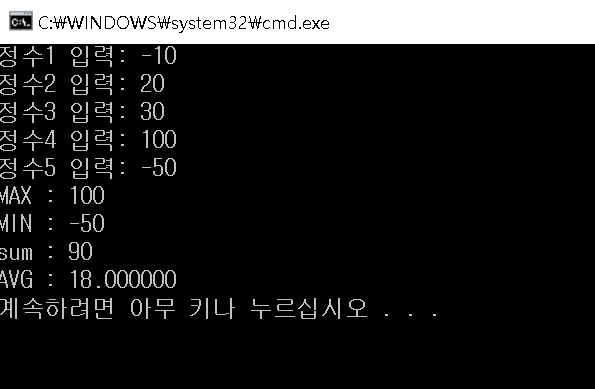 C:\WINDOWS\system32\cmd.exe
정수1 입력: -10
정수2 입력: 20
정수3 입력: 30
정수4 입력: 100
정수5 입력: -50
MAX : 100
MIN : -50
sum : 90
AVG : 18.000000
계속하려면 아무 키나 누르십시오 . . .